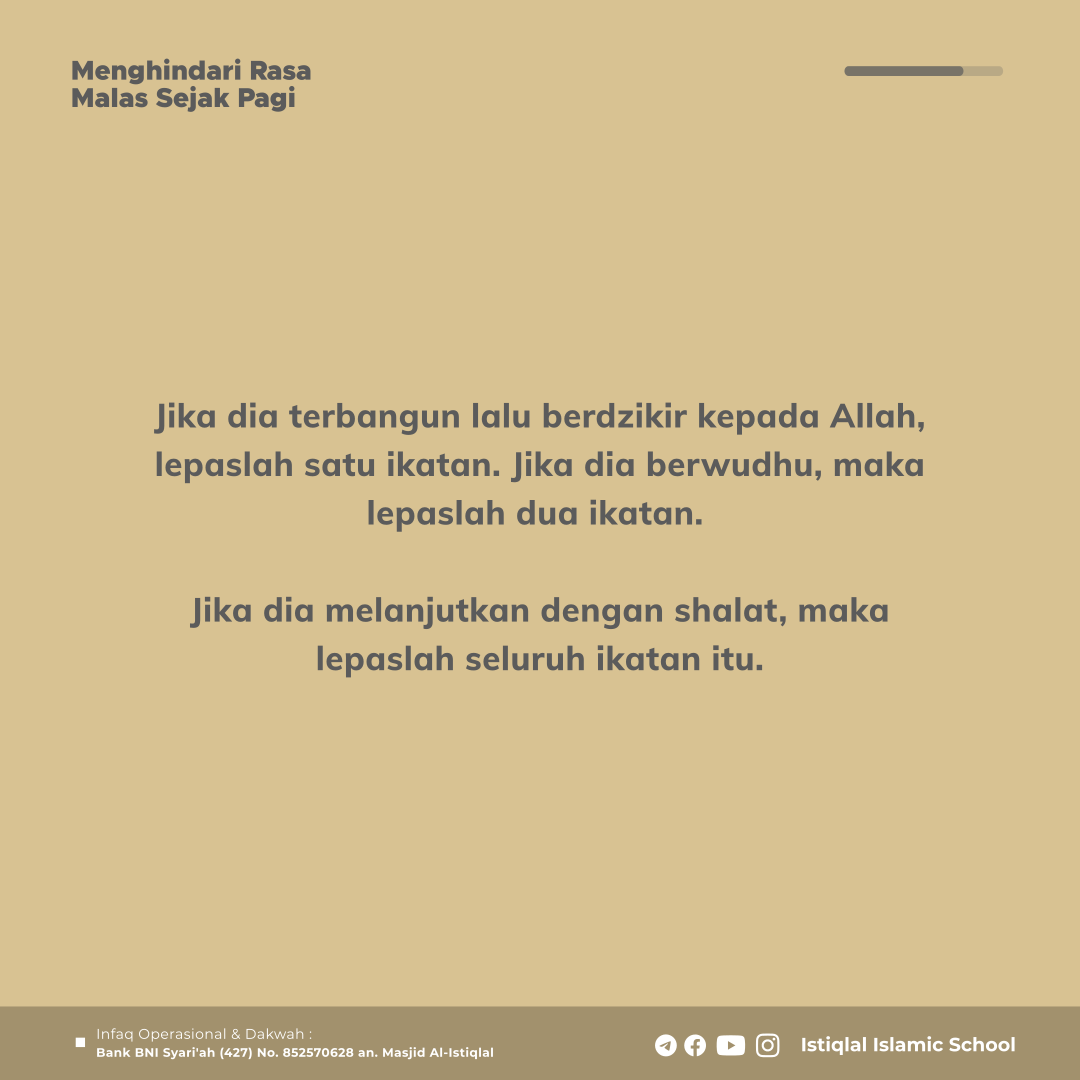 Menghindari Rasa
Malas Sejak Pagi
Jika dia terbangun lalu berdzikir kepada Allah,
lepaslah satu ikatan. Jika dia berwudhu, maka
lepaslah dua ikatan.
Jika dia melanjutkan dengan shalat, maka
lepaslah seluruh ikatan itu.
Infaq Operasional & Dakwah :
Bank BNI Syari'ah (427) No. 852570628 an. Masjid Al-Istiqlal
Istiqlal Islamic School